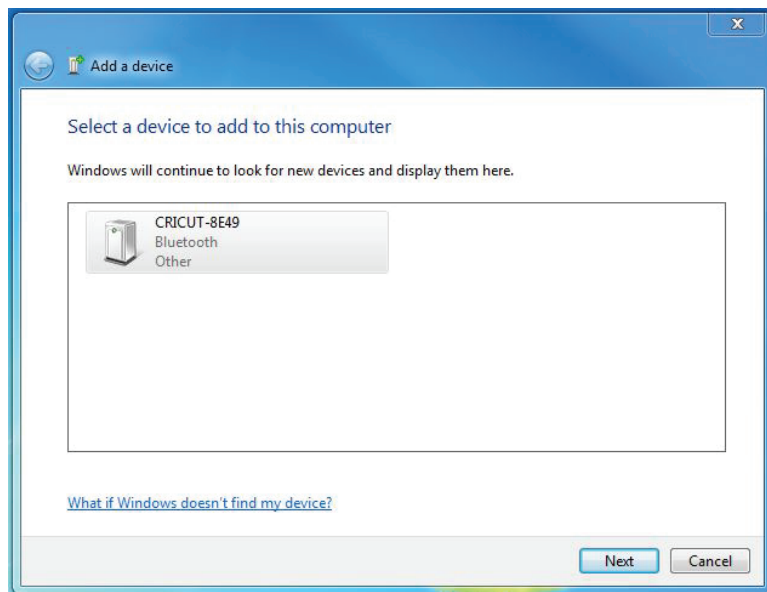 Add a device
Select a device to add to this computer
Windows will continue to look for new devices and display them here.
CRICUT-8E49
Bluetooth
Other
What if Windows doesn't find my device?
Next
Cancel